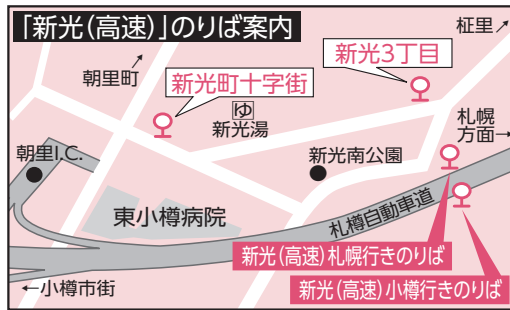 「新光(高速)」のりば案内
柾里↗
朝里町
新光3丁目
新光町十字街
ゆ
新光湯
札幌
方面→
朝里I.C.
新光南公園
東小樽病院
札樽自動車道
新光(高速)札幌行きのりば
←小樽市街
新光(高速)小樽行きのりば